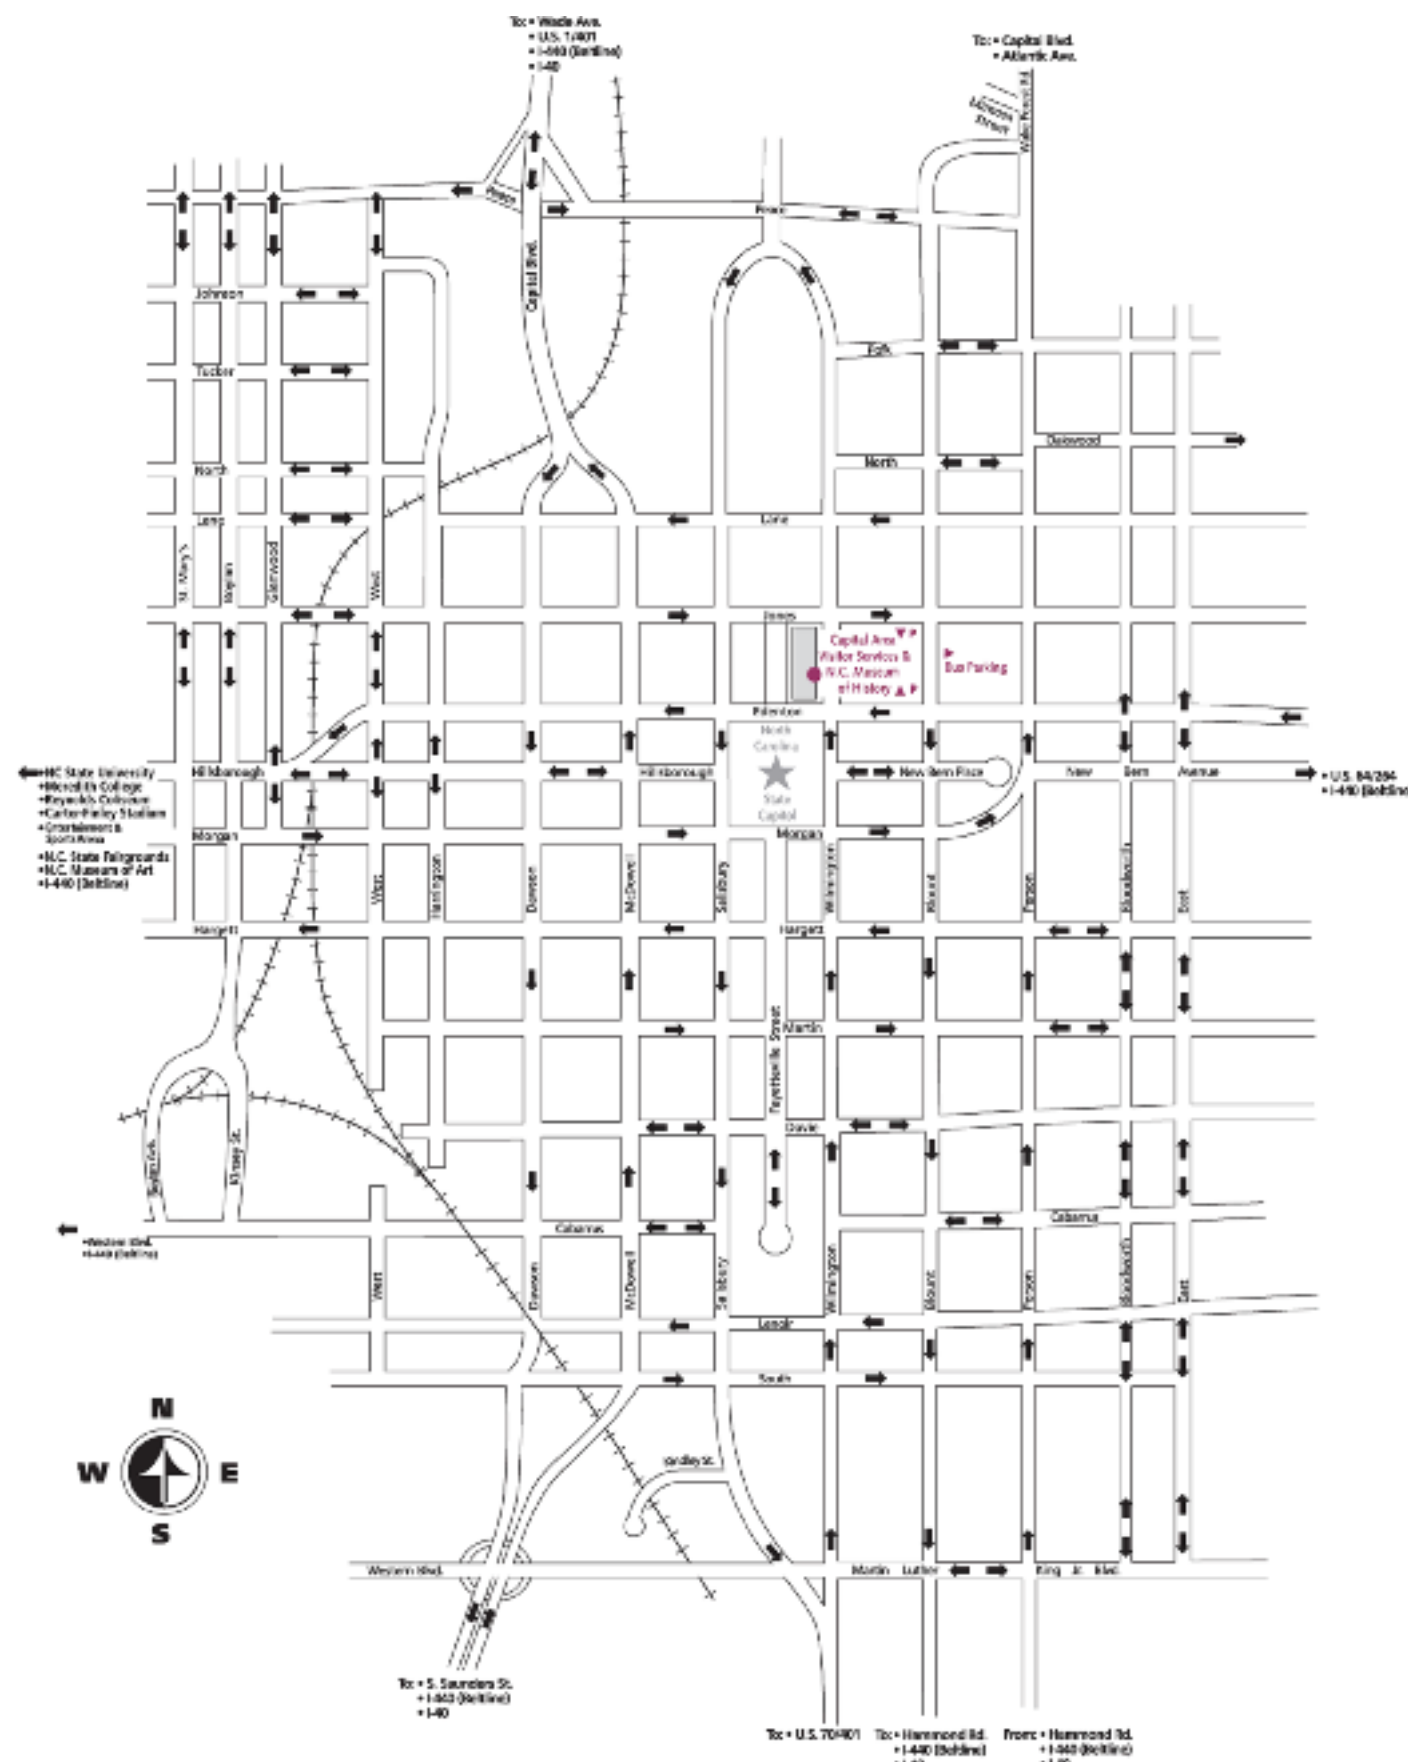 To: • Wade Ave.
• U.S. 1/401
• I-440 (Beltline)
• I-40
To: • Capital Blvd.
• Atlantic Ave.
Street
Wake Forest Rd.
Peace
Peace
Capital Blvd.
Johnson
Polk
Tucker
Oakwood
North
North
Lane
Lane
St. Mary's
Boylan
Glenwood
West
Jones
Capital Area ▼ P
Visitor Services &
N.C. Museum
of History ▲ P
▶
Bus Parking
Edenton
North
Carolina
State
Capitol
Hillsborough
Hillsborough
New Bern Place
New Bern Avenue
•NC State University
•Meredith College
•Reynolds Coliseum
•Carter-Finley Stadium
•Entertainment &
Sports Arena
•N.C. State Fairgrounds
•N.C. Museum of Art
•I-440 (Beltline)
• U.S. 64/264
• I-440 (Beltline
Morgan
Morgan
West
Harrington
Dawson
McDowell
Salisbury
Wilmington
Blount
Person
Bloodworth
East
Hargett
Hargett
Fayetteville Street
Martin
Davie
Boylan Ave.
Kinsey St.
Cabarrus
Cabarrus
•Western Blvd.
•I-440 (Beltline)
West
Dawson
McDowell
Salisbury
Wilmington
Blount
Person
Bloodworth
East
Lenoir
South
N
W E
S
Western Blvd.
Martin Luther King Jr. Blvd.
To: • S. Saunders St.
• I-440 (Beltline)
• I-40
To: • U.S. 70/401
To: • Hammond Rd.
• I-440 (Beltline)
From: • Hammond Rd.
• I-440 (Beltline)